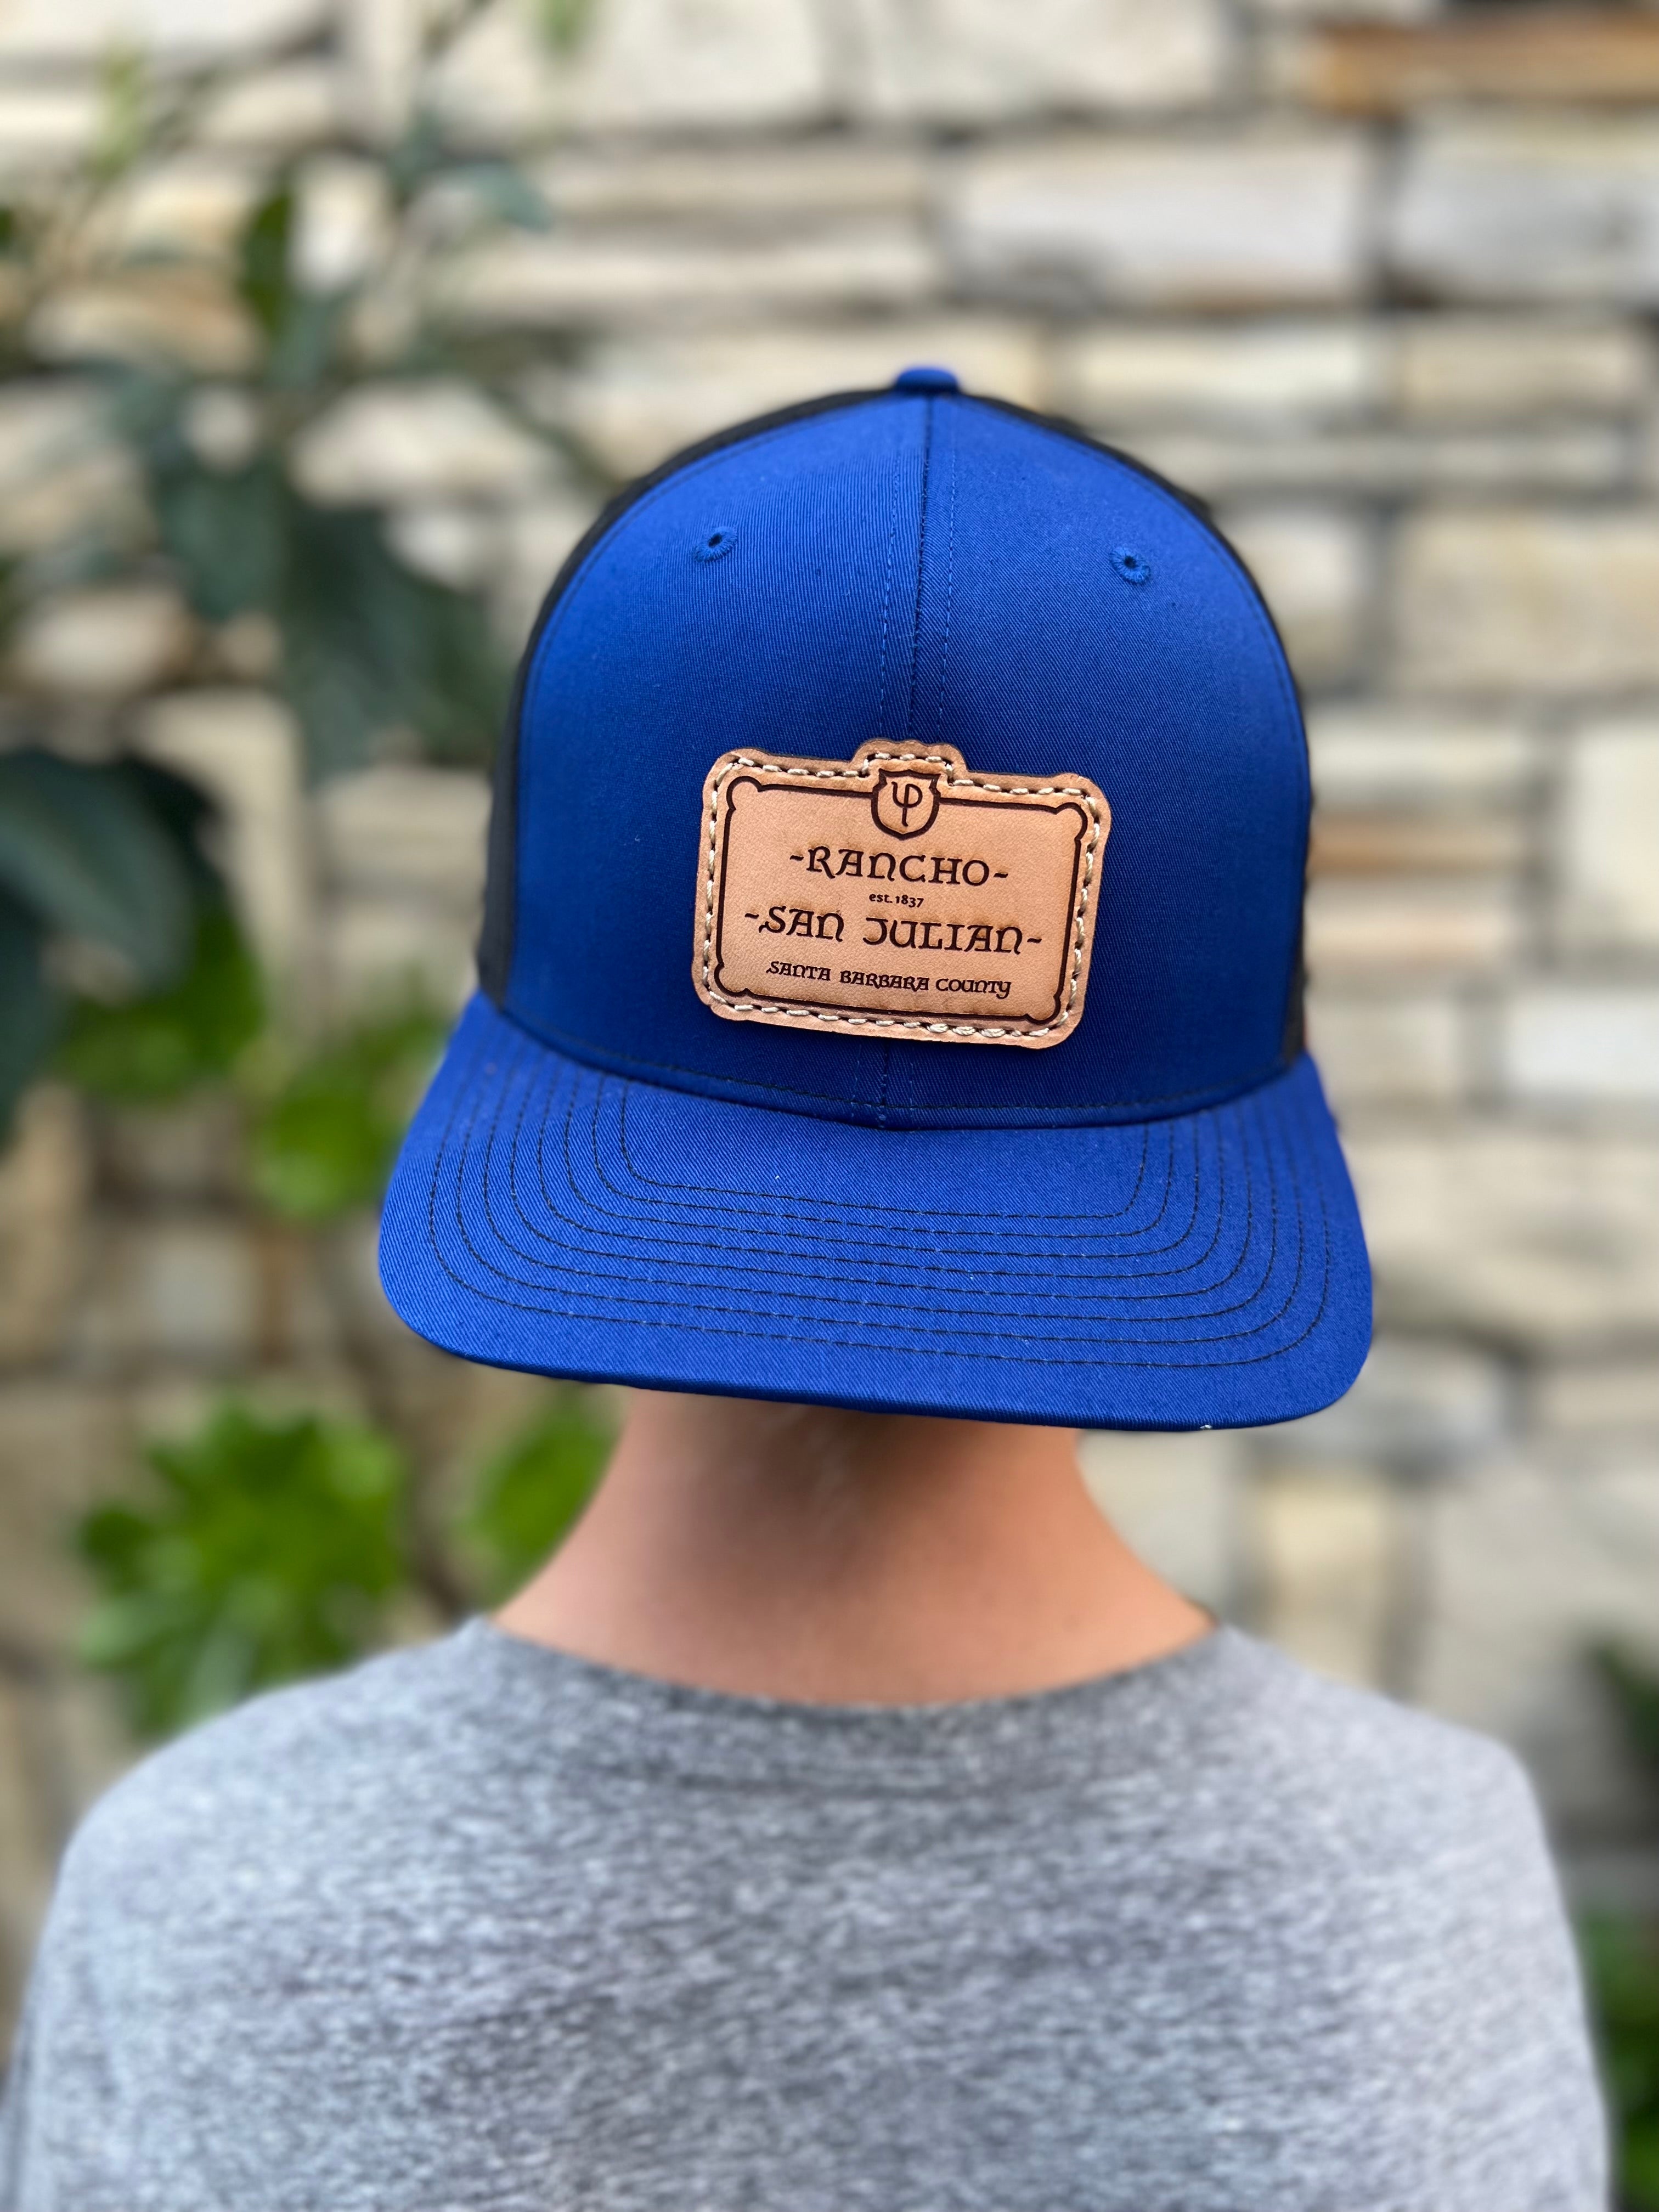 -RANCHO-
est. 1837
-SAN JULIAN-
SANTA BARBARA COUNTY